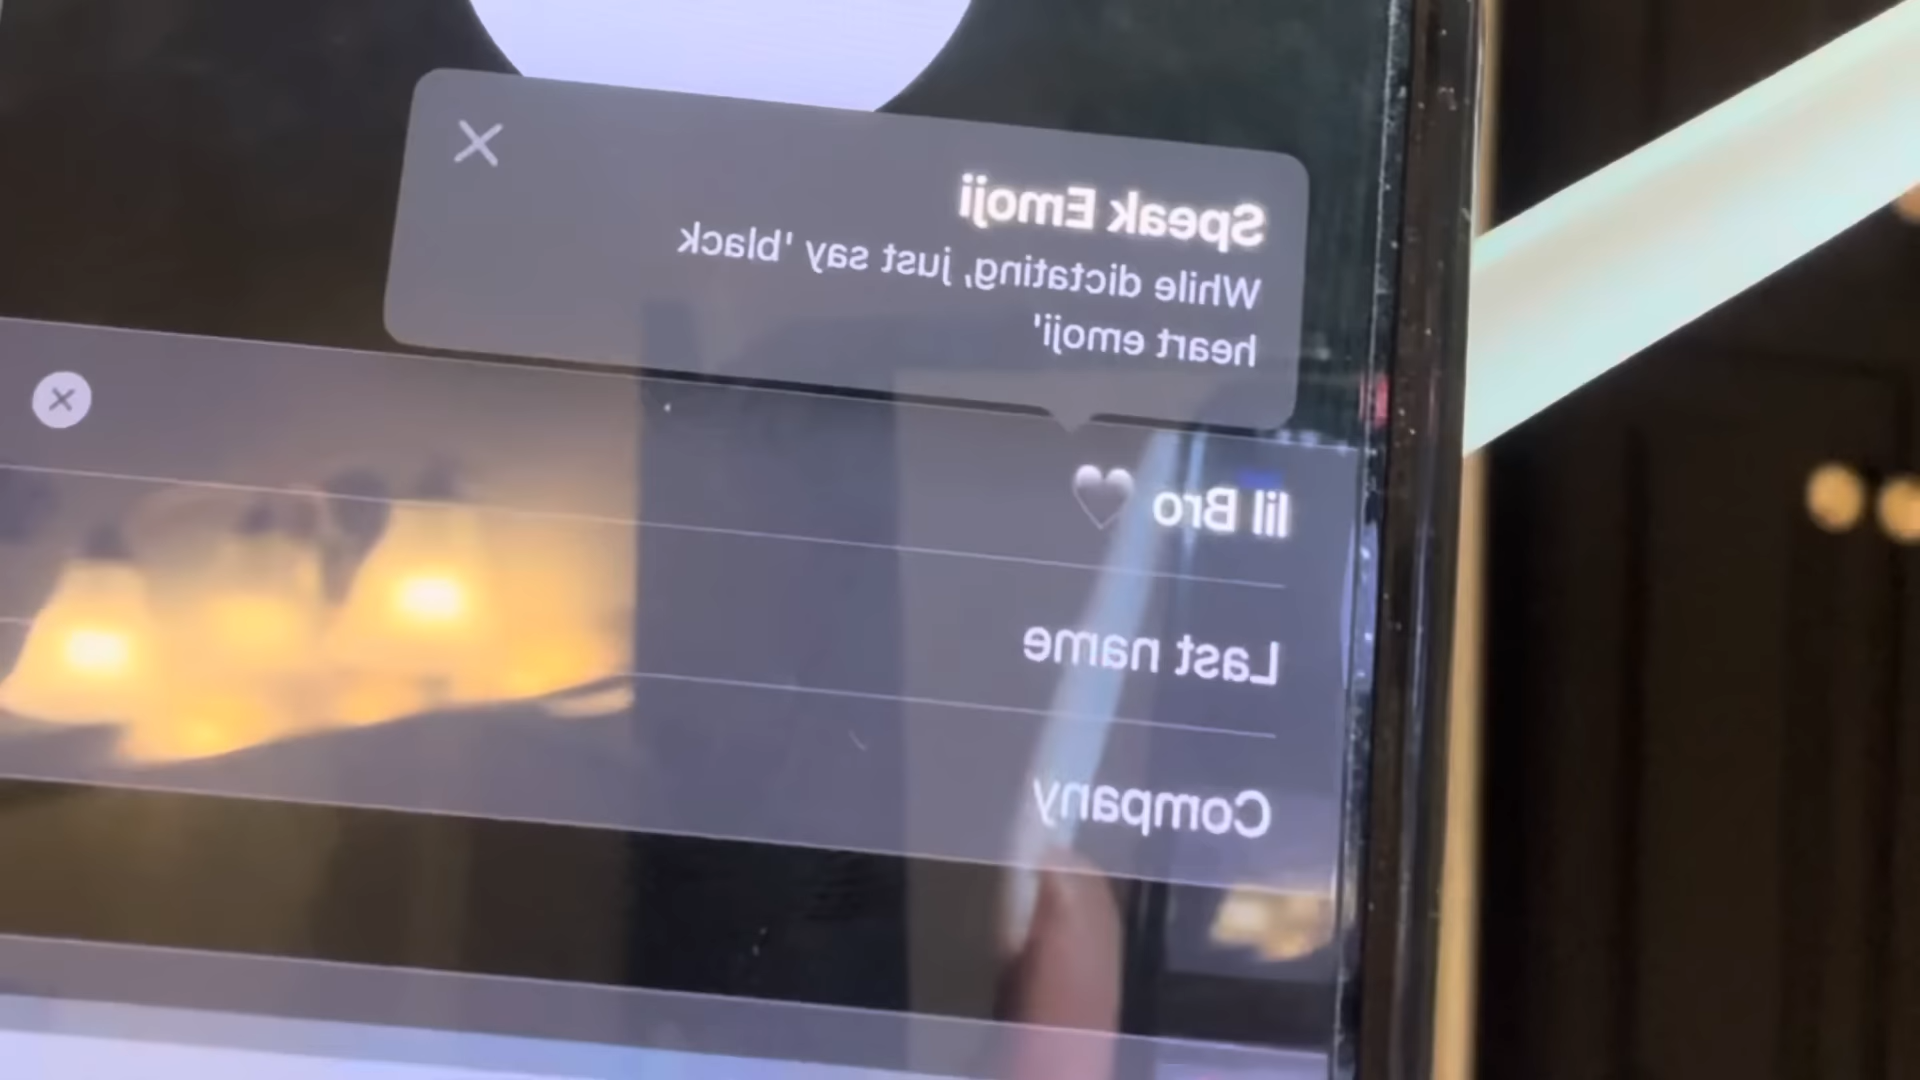 Speak Emoji
While dictating, just say 'black
heart emoji'
lil Bro 🖤
Last name
Company